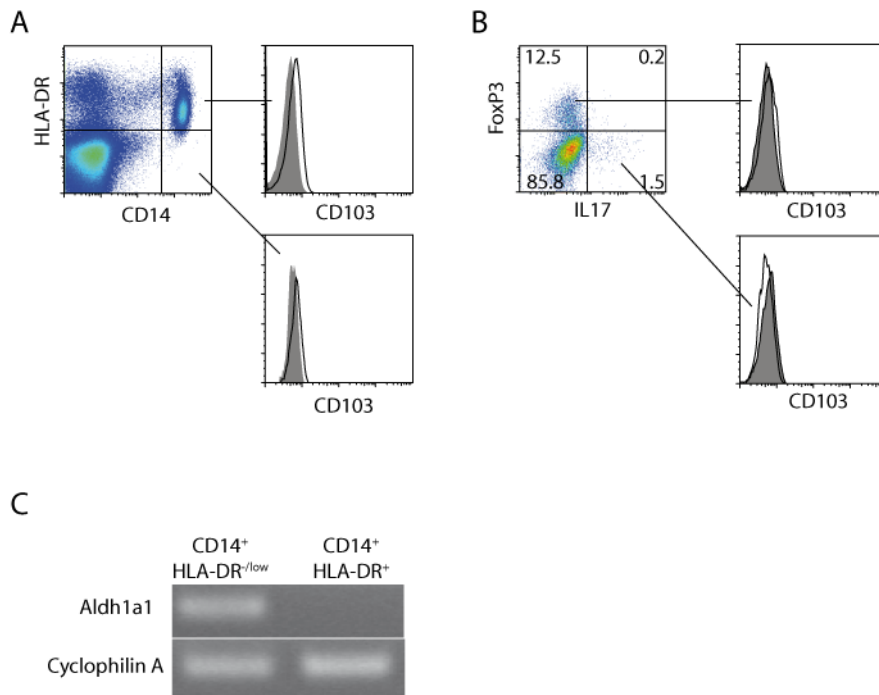 A
HLA-DR
CD14
CD103
CD103
B
12.5 0.2
FoxP3
85.8 1.5
IL17
CD103
CD103
C
CD14⁺ CD14⁺
HLA-DR⁻/ˡᵒʷ HLA-DR⁺
Aldh1a1
Cyclophilin A